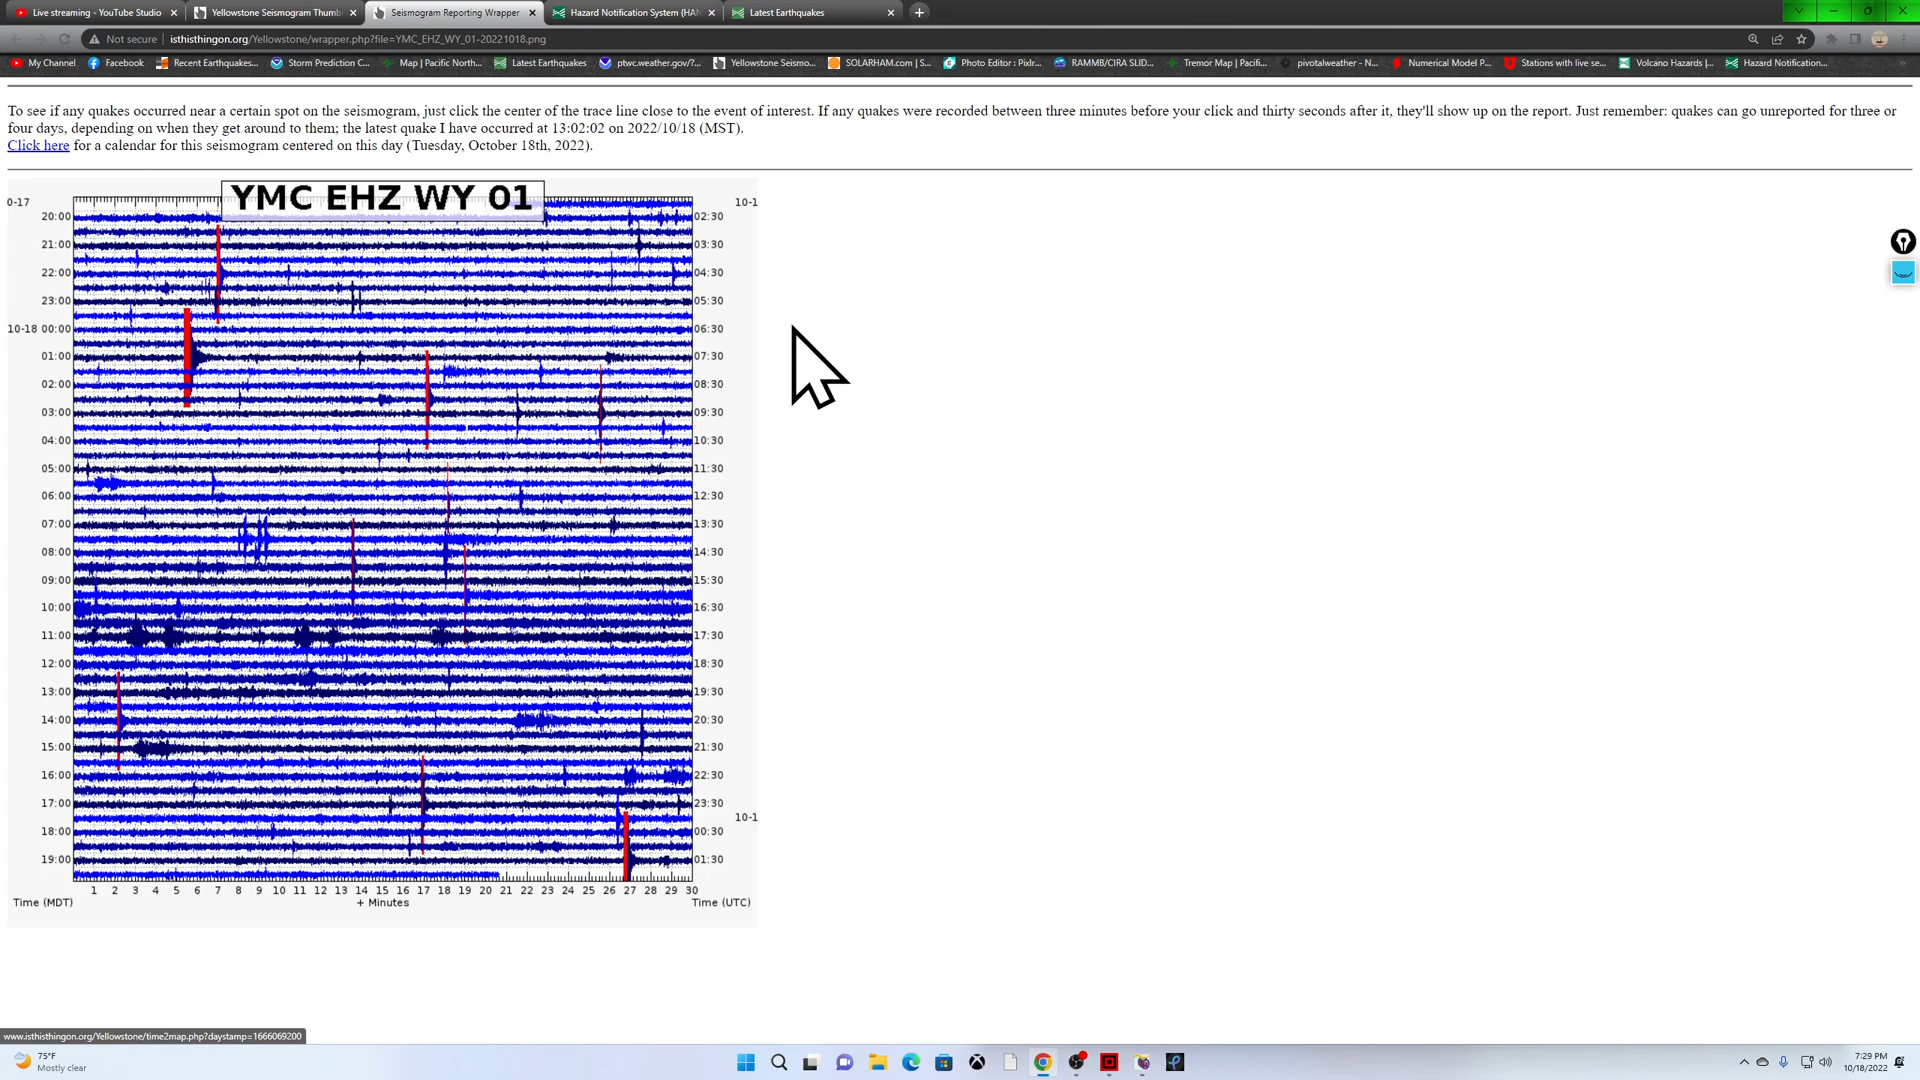 Live streaming - YouTube Studio
Yellowstone Seismogram Thumb
Seismogram Reporting Wrapper
Hazard Notification System (HAN
Latest Earthquakes
Not secure
isthisthingon.org/Yellowstone/wrapper.php?file=YMC_EHZ_WY_01-20221018.png
My Channel
Facebook
Recent Earthquakes...
Storm Prediction C...
Map | Pacific North...
Latest Earthquakes
ptwc.weather.gov/?...
Yellowstone Seismo...
SOLARHAM.com | S...
Photo Editor : Pixlr...
RAMMB/CIRA SLID...
Tremor Map | Pacifi...
pivotalweather - N...
Numerical Model P...
Stations with live se...
Volcano Hazards |...
Hazard Notification...
To see if any quakes occurred near a certain spot on the seismogram, just click the center of the trace line close to the event of interest. If any quakes were recorded between three minutes before your click and thirty seconds after it, they'll show up on the report. Just remember: quakes can go unreported for three or
four days, depending on when they get around to them; the latest quake I have occurred at 13:02:02 on 2022/10/18 (MST).
Click here for a calendar for this seismogram centered on this day (Tuesday, October 18th, 2022).
YMC EHZ WY 01
0-17 10-1
20:00 02:30
21:00 03:30
22:00 04:30
23:00 05:30
10-18 00:00 06:30
01:00 07:30
02:00 08:30
03:00 09:30
04:00 10:30
05:00 11:30
06:00 12:30
07:00 13:30
08:00 14:30
09:00 15:30
10:00 16:30
11:00 17:30
12:00 18:30
13:00 19:30
14:00 20:30
15:00 21:30
16:00 22:30
17:00 23:30
10-1
18:00 00:30
19:00 01:30
1 2 3 4 5 6 7 8 9 10 11 12 13 14 15 16 17 18 19 20 21 22 23 24 25 26 27 28 29 30
Time (MDT) + Minutes Time (UTC)
www.isthisthingon.org/Yellowstone/time2map.php?daystamp=1666069200
75°F
Mostly clear
7:29 PM
10/18/2022